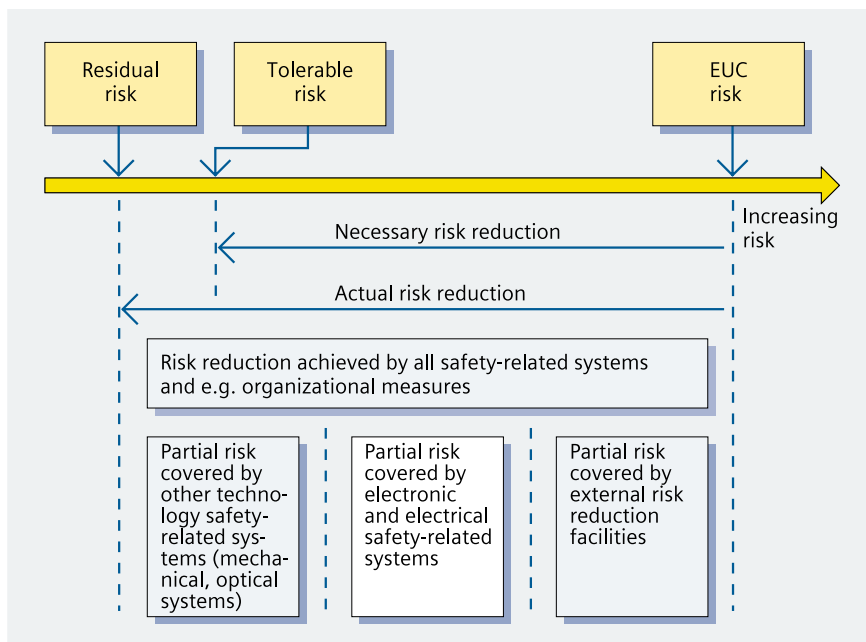 Residual
risk
Tolerable
risk
EUC
risk
Increasing
risk
Necessary risk reduction
Actual risk reduction
Risk reduction achieved by all safety-related systems
and e.g. organizational measures
Partial risk
covered by
other techno-
logy safety-
related sys-
tems (mecha-
nical, optical
systems)
Partial risk
covered by
electronic
and electrical
safety-related
systems
Partial risk
covered by
external risk
reduction
facilities